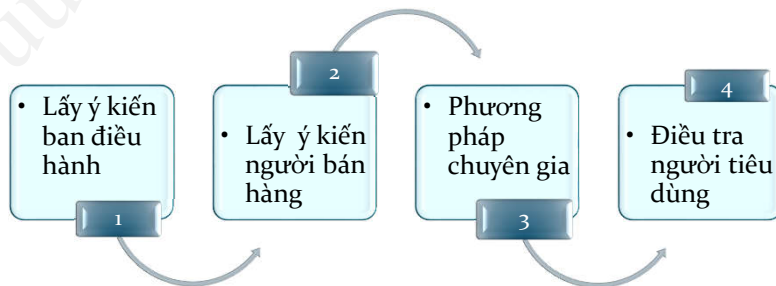 • Lấy ý kiến
ban điều
hành
1
2
• Lấy ý kiến
người bán
hàng
• Phương
pháp
chuyên gia
3
4
• Điều tra
người tiêu
dùng